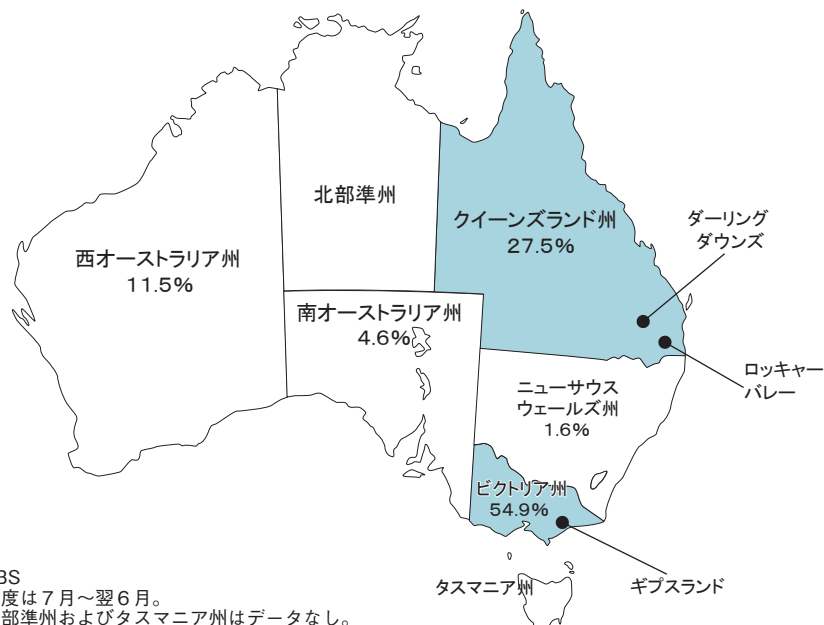 北部準州
クイーンズランド州
27.5%
ダーリング
ダウンズ
西オーストラリア州
11.5%
南オーストラリア州
4.6%
ロッキャー
バレー
ニューサウス
ウェールズ州
1.6%
ビクトリア州
54.9%
タスマニア州
ギプスランド
BS
度は7月～翌6月。
部準州およびタスマニア州はデータなし。